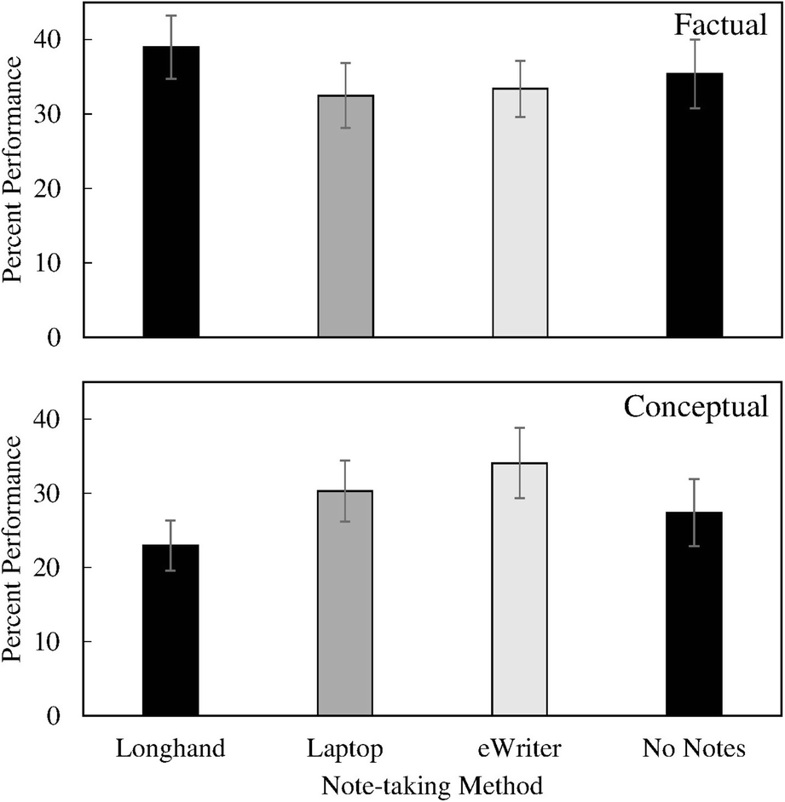 Factual
Percent Performance
40
30
20
10
0
Conceptual
Percent Performance
40
30
20
10
0
Longhand Laptop eWriter No Notes
Note-taking Method